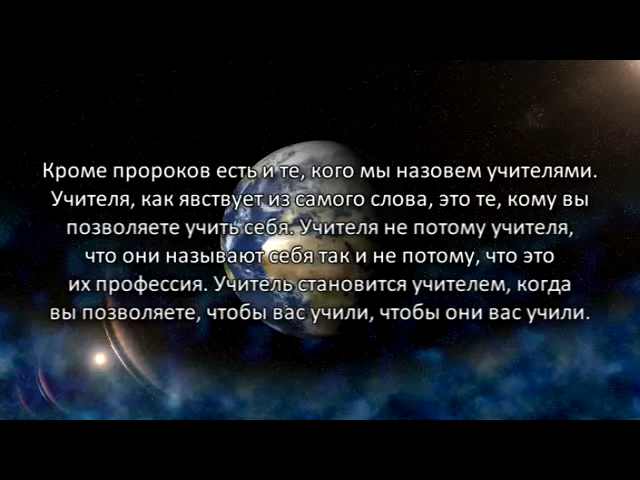 Кроме пророков есть и те, кого мы назовем учителями.
Учителя, как явствует из самого слова, это те, кому вы
позволяете учить себя. Учителя не потому учителя,
что они называют себя так и не потому, что это
их профессия. Учитель становится учителем, когда
вы позволяете, чтобы вас учили, чтобы они вас учили.